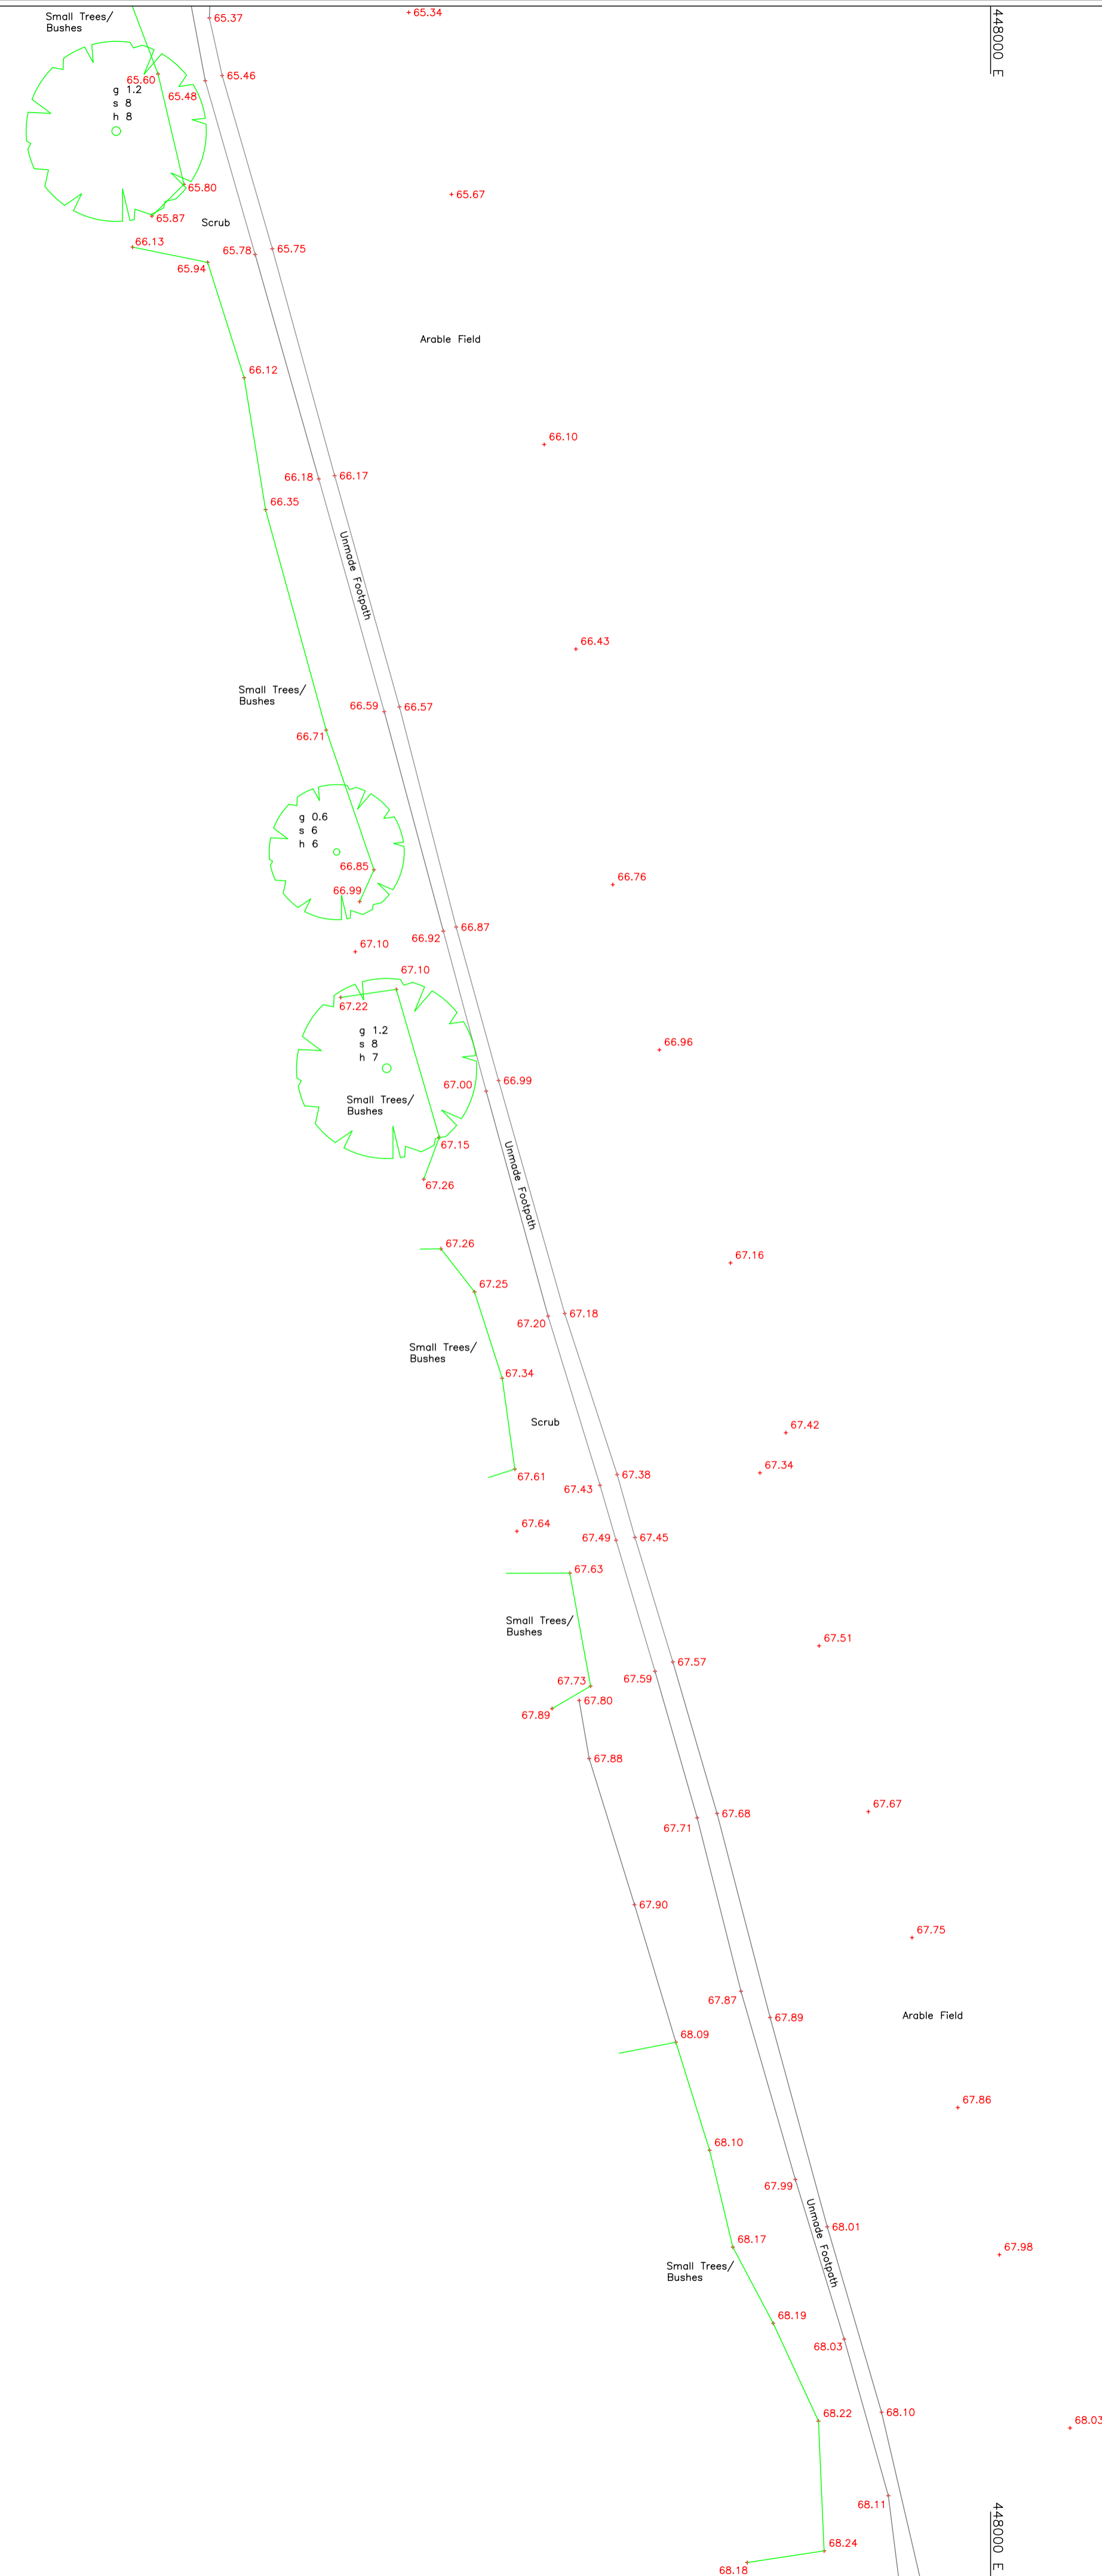 Small Trees/
Bushes
65.37
65.34
448000 E
65.60
65.46
g 1.2
65.48
s 8
h 8
65.80
65.67
65.87
Scrub
66.13
65.78
65.75
65.94
Arable Field
66.12
66.10
66.18
66.17
66.35
Unmade Footpath
66.43
Small Trees/
Bushes
66.59
66.57
66.71
g 0.6
s 6
h 6
66.85
66.76
66.99
66.92
66.87
67.10
67.10
67.22
g 1.2
s 8
h 7
66.96
67.00
66.99
Small Trees/
Bushes
67.15
67.26
Unmade Footpath
67.26
67.16
67.25
67.20
67.18
Small Trees/
Bushes
67.34
Scrub
67.42
67.34
67.61
67.43
67.38
67.64
67.49
67.45
67.63
Small Trees/
Bushes
67.51
67.73
67.59
67.57
67.80
67.89
67.88
67.67
67.71
67.68
67.90
67.75
67.87
67.89
Arable Field
68.09
67.86
68.10
67.99
68.01
Unmade Footpath
68.17
67.98
Small Trees/
Bushes
68.19
68.03
68.22
68.10
68.03
68.11
448000 E
68.24
68.18